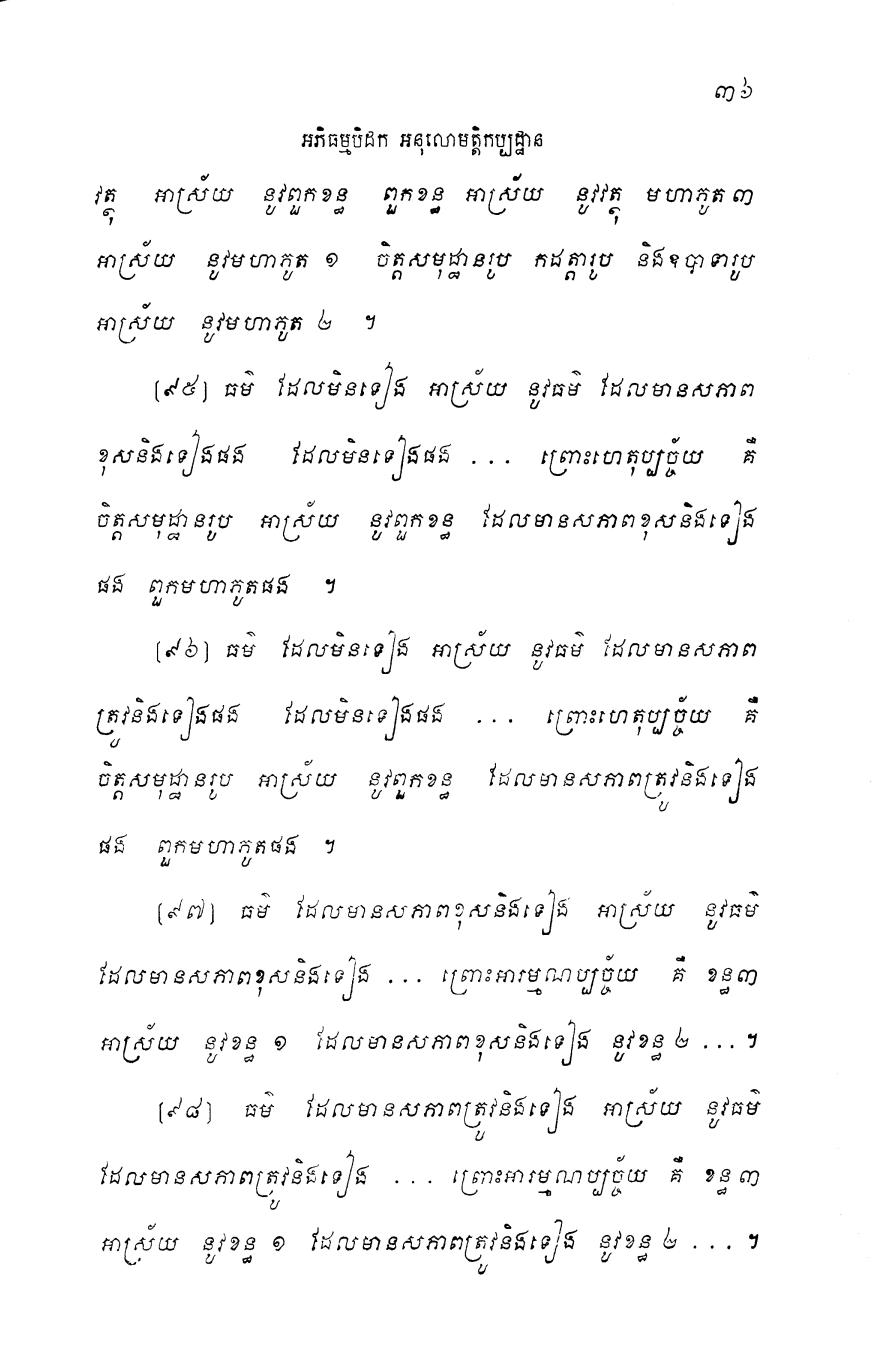 ៣៦
អភិធម្មបិដក អនុលោមត្តិកប្បដ្ឋាន
វត្ថុ អាស្រ័យ នូវពួកខន្ធ ពួកខន្ធ អាស្រ័យ នូវវត្ថុ មហាភូត ៣
អាស្រ័យ នូវមហាភូត ១ ចិត្តសមុដ្ឋានរូប កដត្តារូប និងឧបាទារូប
អាស្រ័យ នូវមហាភូត ២ ។
(៩៥) ធម៌ ដែលមិនទៀង អាស្រ័យ នូវធម៌ ដែលមានសភាព
ខុសនិងទៀងផង ដែលមិនទៀងផង ... ព្រោះហេតុប្បច្ច័យ គឺ
ចិត្តសមុដ្ឋានរូប អាស្រ័យ នូវពួកខន្ធ ដែលមានសភាពខុសនិងទៀង
ផង ពួកមហាភូតផង ។
(៩៦) ធម៌ ដែលមិនទៀង អាស្រ័យ នូវធម៌ ដែលមានសភាព
ត្រូវនិងទៀងផង ដែលមិនទៀងផង ... ព្រោះហេតុប្បច្ច័យ គឺ
ចិត្តសមុដ្ឋានរូប អាស្រ័យ នូវពួកខន្ធ ដែលមានសភាពត្រូវនិងទៀង
ផង ពួកមហាភូតផង ។
(៩៧) ធម៌ ដែលមានសភាពខុសនិងទៀង អាស្រ័យ នូវធម៌
ដែលមានសភាពខុសនិងទៀង ... ព្រោះអារម្មណប្បច្ច័យ គឺ ខន្ធ៣
អាស្រ័យ នូវខន្ធ ១ ដែលមានសភាពខុសនិងទៀង នូវខន្ធ ២ ...។
(៩៨) ធម៌ ដែលមានសភាពត្រូវនិងទៀង អាស្រ័យ នូវធម៌
ដែលមានសភាពត្រូវនិងទៀង ... ព្រោះអារម្មណប្បច្ច័យ គឺ ខន្ធ ៣
អាស្រ័យ នូវខន្ធ ១ ដែលមានសភាពត្រូវនិងទៀង នូវខន្ធ ២ ...។